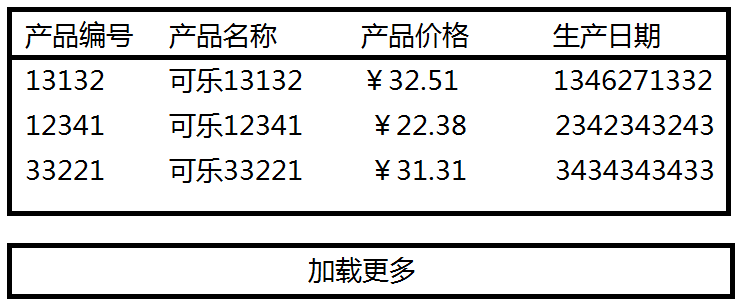 产品编号 产品名称 产品价格 生产日期
13132 可乐13132 ￥32.51 1346271332
12341 可乐12341 ￥22.38 2342343243
33221 可乐33221 ￥31.31 3434343433
加载更多